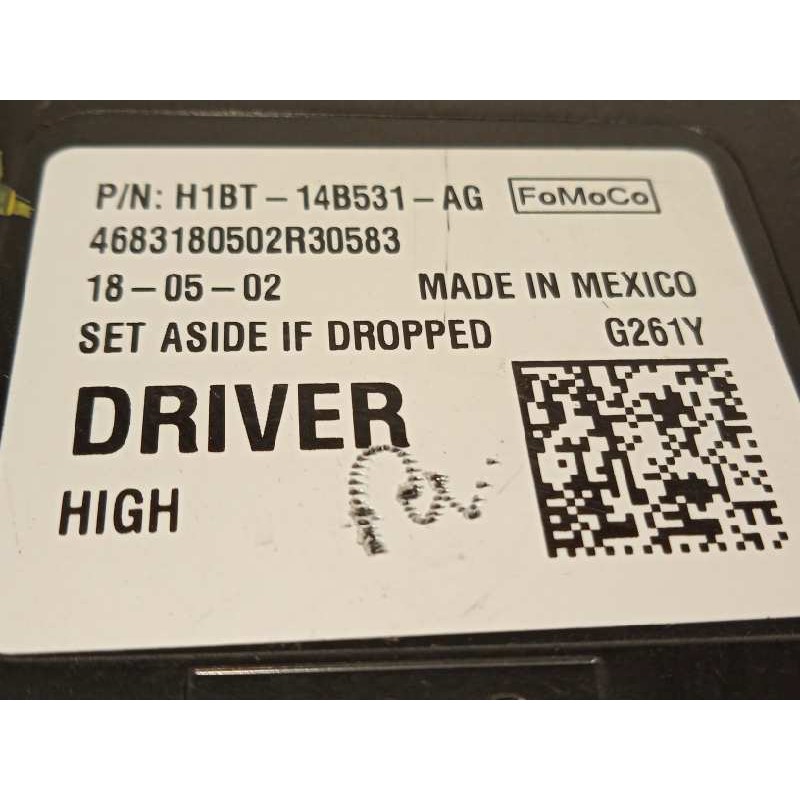 P/N: H1BT-14B531-AG FoMoCo
4683180502R30583
18-05-02 MADE IN MEXICO
SET ASIDE IF DROPPED G261Y
DRIVER
HIGH